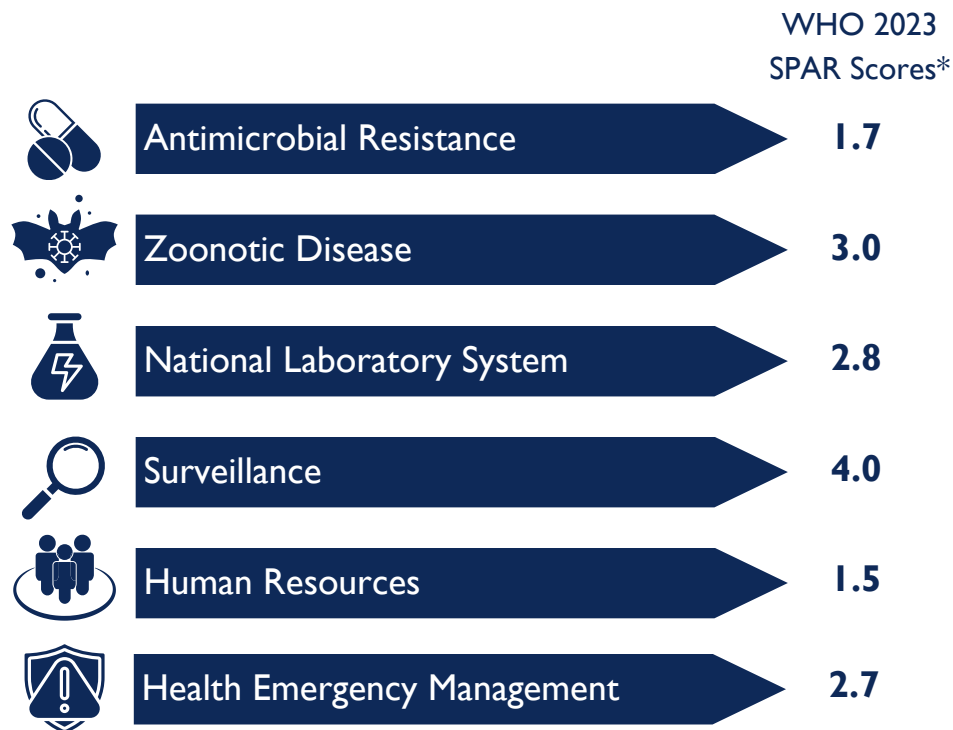 WHO 2023
SPAR Scores*
Antimicrobial Resistance 1.7
Zoonotic Disease 3.0
National Laboratory System 2.8
Surveillance 4.0
Human Resources 1.5
Health Emergency Management 2.7